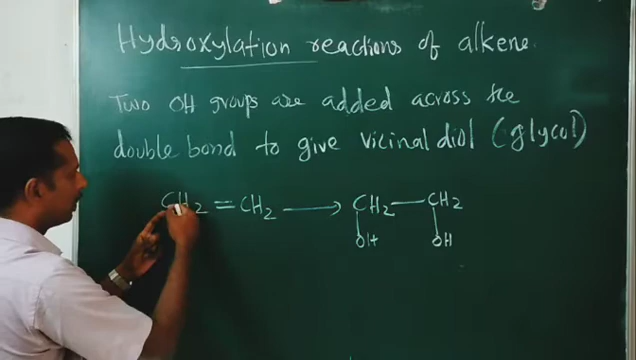 Hydroxylation reactions of alkene.
Two OH groups are added across the
double bond to give vicinal diol (glycol)
CH2 = CH2 ⟶ CH2 — CH2
OH OH